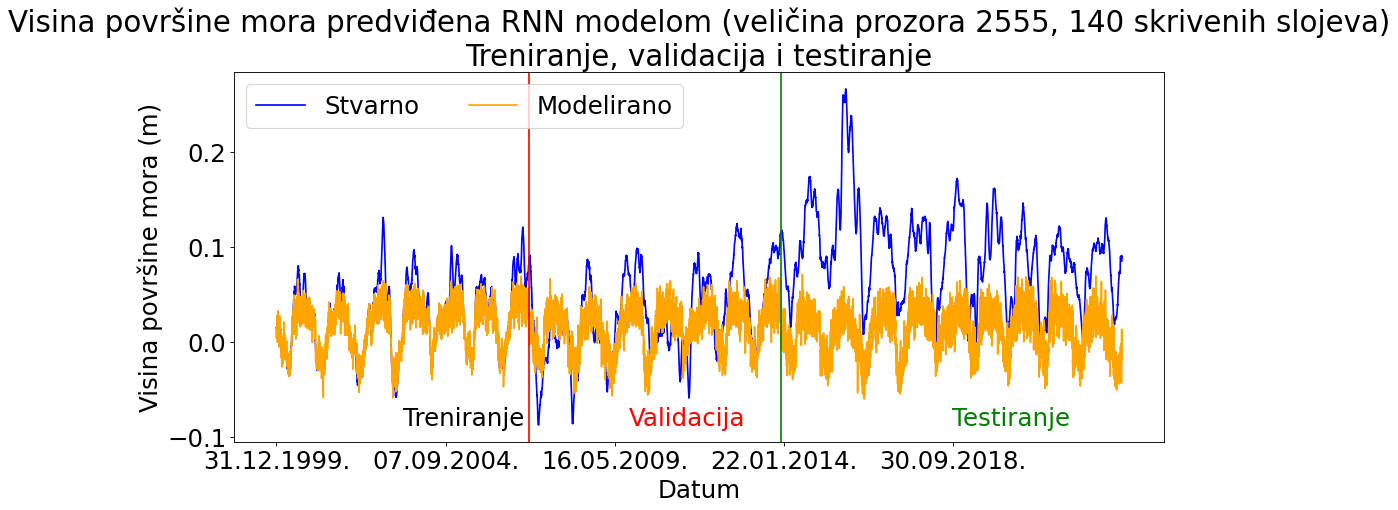 Visina površine mora predviđena RNN modelom (veličina prozora 2555, 140 skrivenih slojeva)
Treniranje, validacija i testiranje
Stvarno
Modelirano
Visina površine mora (m)
0.2
0.1
0.0
−0.1
Treniranje
Validacija
Testiranje
31.12.1999.
07.09.2004.
16.05.2009.
22.01.2014.
30.09.2018.
Datum